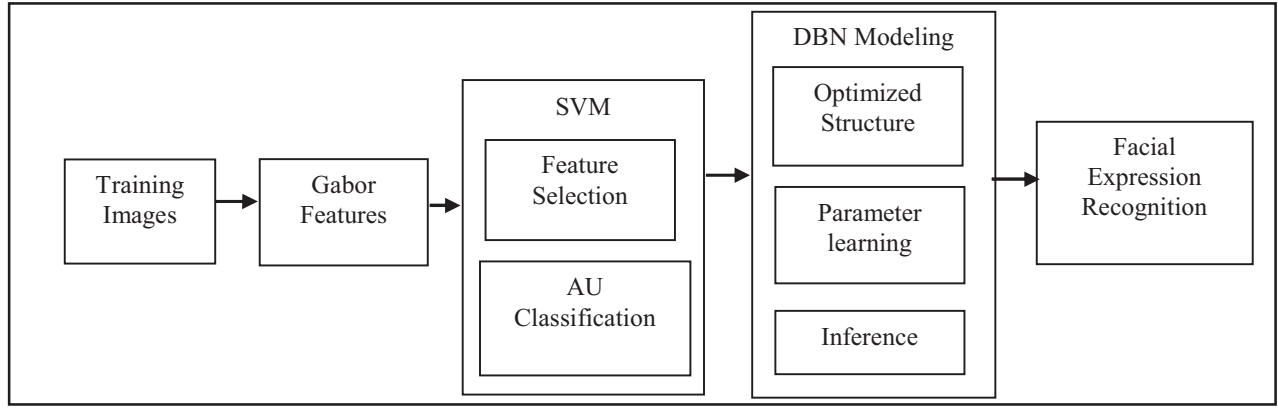 Training
Images
Gabor
Features
SVM
Feature
Selection
AU
Classification
DBN Modeling
Optimized
Structure
Parameter
learning
Inference
Facial
Expression
Recognition